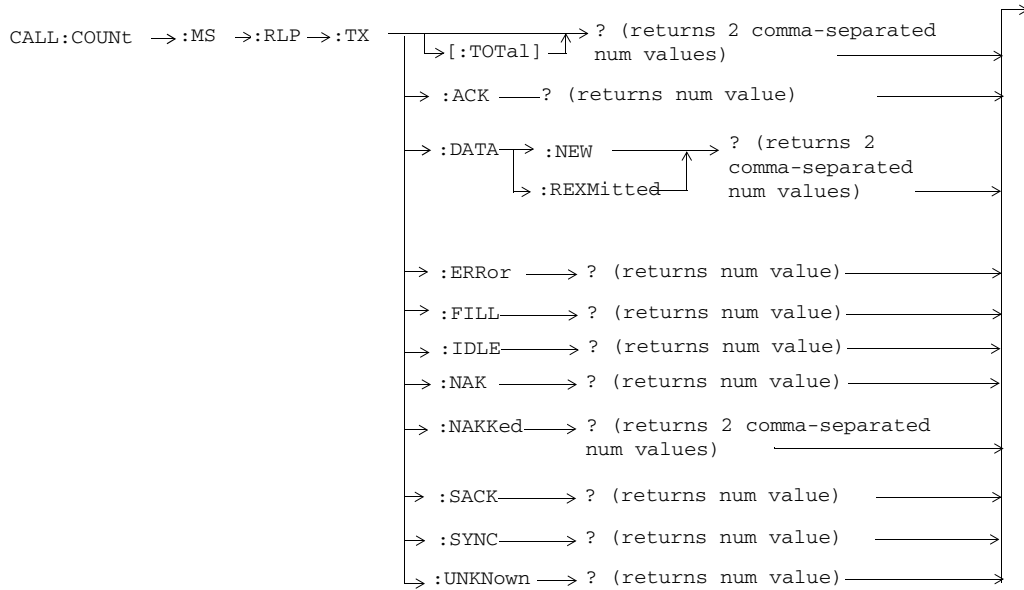 CALL:COUNt :MS :RLP :TX ? (returns 2 comma-separated
[:TOTal] num values)
:ACK ? (returns num value)
:DATA :NEW ? (returns 2
comma-separated
:REXMitted num values)
:ERRor ? (returns num value)
:FILL ? (returns num value)
:IDLE ? (returns num value)
:NAK ? (returns num value)
:NAKKed ? (returns 2 comma-separated
num values)
:SACK ? (returns num value)
:SYNC ? (returns num value)
:UNKNown ? (returns num value)